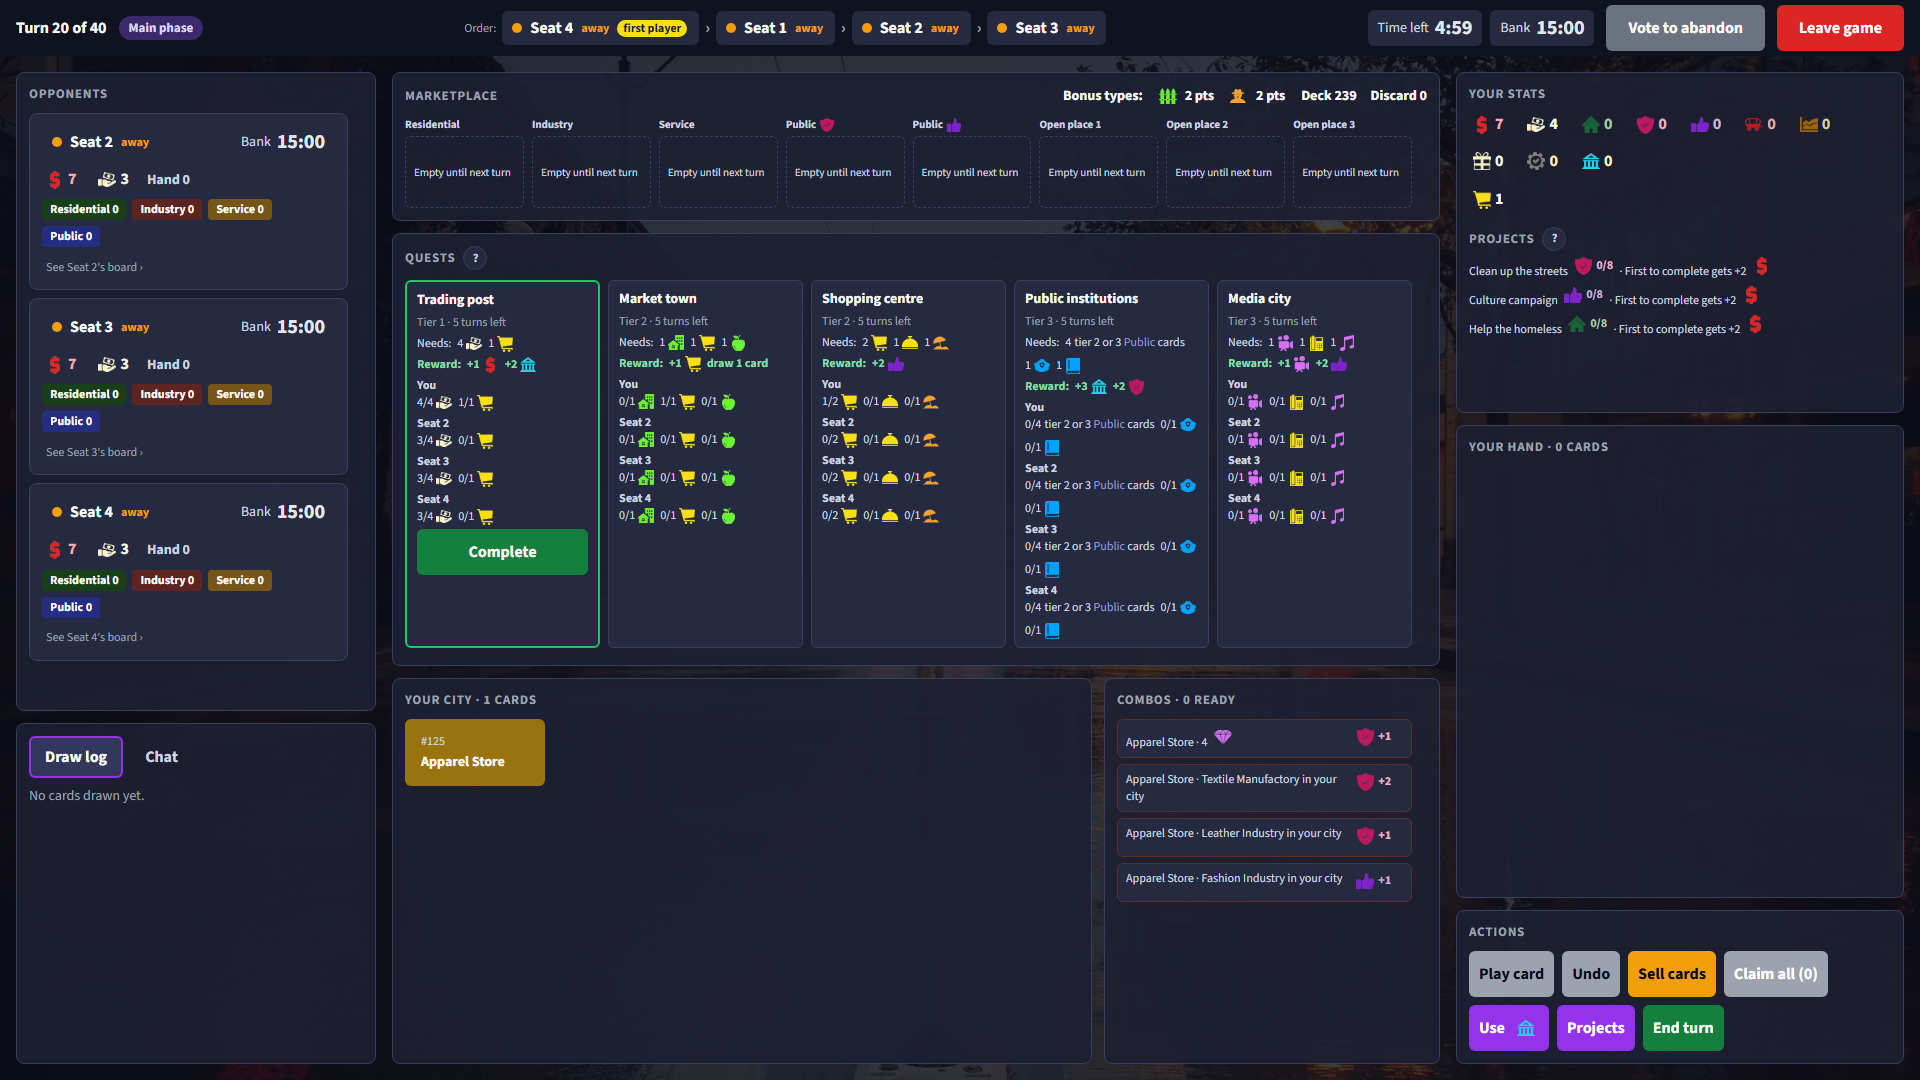 Turn 20 of 40
Main phase
Order:
Seat 4 away first player
›
Seat 1 away
›
Seat 2 away
›
Seat 3 away
Time left 4:59
Bank 15:00
Vote to abandon
Leave game
OPPONENTS
Seat 2 away
Bank 15:00
7 3 Hand 0
Residential 0 Industry 0 Service 0
Public 0
See Seat 2's board ›
Seat 3 away
Bank 15:00
7 3 Hand 0
Residential 0 Industry 0 Service 0
Public 0
See Seat 3's board ›
Seat 4 away
Bank 15:00
7 3 Hand 0
Residential 0 Industry 0 Service 0
Public 0
See Seat 4's board ›
Draw log
Chat
No cards drawn yet.
MARKETPLACE
Bonus types: 2 pts 2 pts Deck 239 Discard 0
Residential
Empty until next turn
Industry
Empty until next turn
Service
Empty until next turn
Public
Empty until next turn
Public
Empty until next turn
Open place 1
Empty until next turn
Open place 2
Empty until next turn
Open place 3
Empty until next turn
QUESTS ?
Trading post
Tier 1 · 5 turns left
Needs: 4 1
Reward: +1 +2
You
4/4 1/1
Seat 2
3/4 0/1
Seat 3
3/4 0/1
Seat 4
3/4 0/1
Complete
Market town
Tier 2 · 5 turns left
Needs: 1 1 1
Reward: +1 draw 1 card
You
0/1 1/1 0/1
Seat 2
0/1 0/1 0/1
Seat 3
0/1 0/1 0/1
Seat 4
0/1 0/1 0/1
Shopping centre
Tier 2 · 5 turns left
Needs: 2 1 1
Reward: +2
You
1/2 0/1 0/1
Seat 2
0/2 0/1 0/1
Seat 3
0/2 0/1 0/1
Seat 4
0/2 0/1 0/1
Public institutions
Tier 3 · 5 turns left
Needs: 4 tier 2 or 3 Public cards
1 1
Reward: +3 +2
You
0/4 tier 2 or 3 Public cards 0/1
0/1
Seat 2
0/4 tier 2 or 3 Public cards 0/1
0/1
Seat 3
0/4 tier 2 or 3 Public cards 0/1
0/1
Seat 4
0/4 tier 2 or 3 Public cards 0/1
0/1
Media city
Tier 3 · 5 turns left
Needs: 1 1 1
Reward: +1 +2
You
0/1 0/1 0/1
Seat 2
0/1 0/1 0/1
Seat 3
0/1 0/1 0/1
Seat 4
0/1 0/1 0/1
YOUR CITY · 1 CARDS
#125
Apparel Store
COMBOS · 0 READY
Apparel Store · 4 +1
Apparel Store · Textile Manufactory in your +2
city
Apparel Store · Leather Industry in your city +1
Apparel Store · Fashion Industry in your city +1
YOUR STATS
7 4 0 0 0 0 0
0 0 0
1
PROJECTS ?
Clean up the streets 0/8 · First to complete gets +2
Culture campaign 0/8 · First to complete gets +2
Help the homeless 0/8 · First to complete gets +2
YOUR HAND · 0 CARDS
ACTIONS
Play card
Undo
Sell cards
Claim all (0)
Use
Projects
End turn